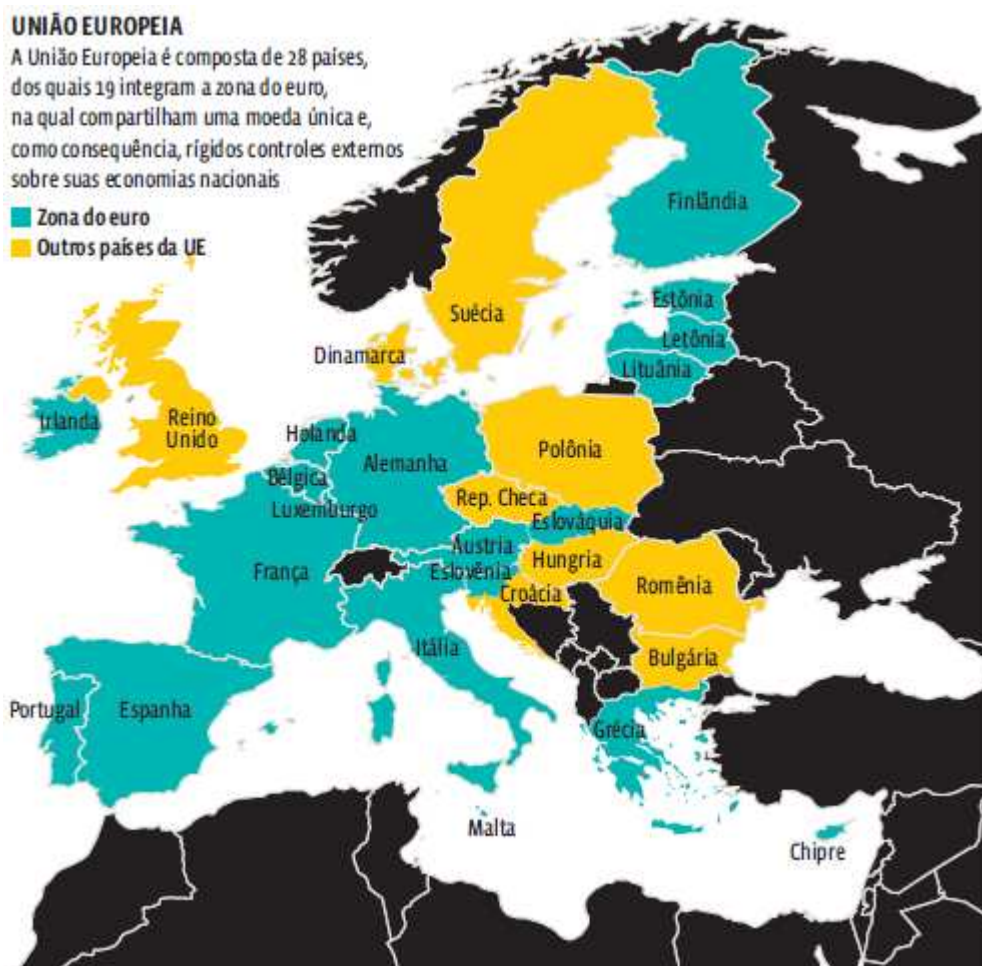 UNIÃO EUROPEIA
A União Europeia é composta de 28 países,
dos quais 19 integram a zona do euro,
na qual compartilham uma moeda única e,
como consequência, rígidos controles externos
sobre suas economias nacionais
Zona do euro
Outros países da UE
Finlândia
Suécia
Estônia
Letônia
Lituânia
Dinamarca
Irlanda
Reino
Unido
Holanda
Bélgica
Luxemburgo
Alemanha
Polônia
Rep. Checa
Eslováquia
Áustria
Hungria
Eslovênia
Croácia
Romênia
França
Itália
Bulgária
Portugal
Espanha
Grécia
Malta
Chipre